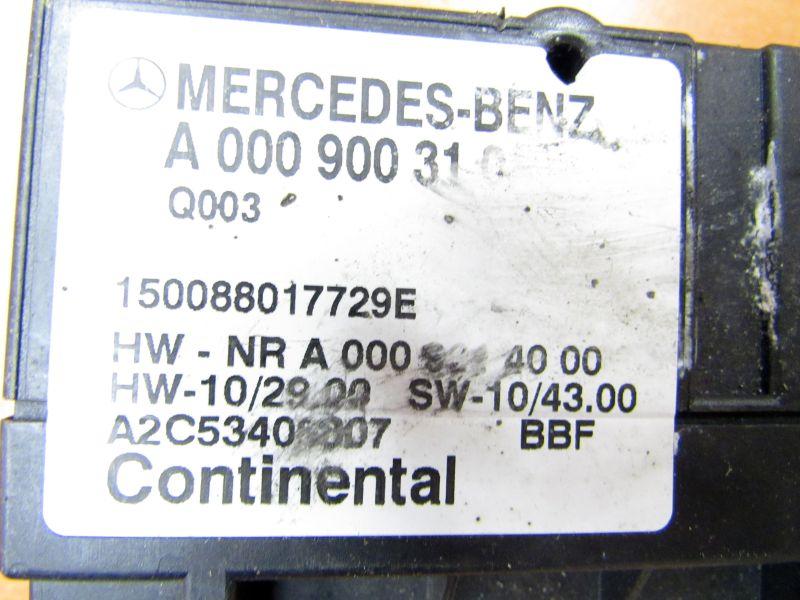 MERCEDES-BENZ
A 000 900 31
Q003
150088017729E
HW - NR A 000 40 00
HW-10/29.00 SW-10/43.00
BBF
Continental